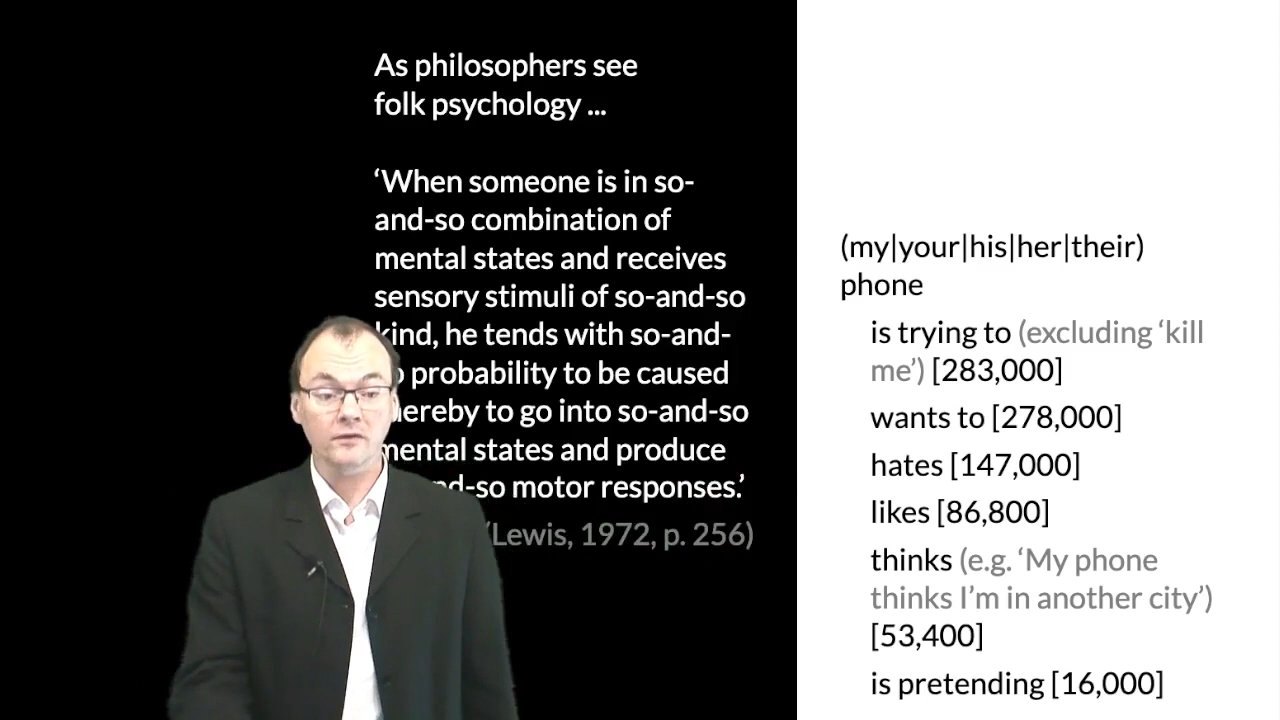 As philosophers see
folk psychology ...
‘When someone is in so-
and-so combination of
mental states and receives
sensory stimuli of so-and-so
kind, he tends with so-and-
probability to be caused
to go into so-and-so
mental states and produce
motor responses.’
(Lewis, 1972, p. 256)
(my|your|his|her|their)
phone
is trying to (excluding ‘kill
me’) [283,000]
wants to [278,000]
hates [147,000]
likes [86,800]
thinks (e.g. ‘My phone
thinks I’m in another city’)
[53,400]
is pretending [16,000]